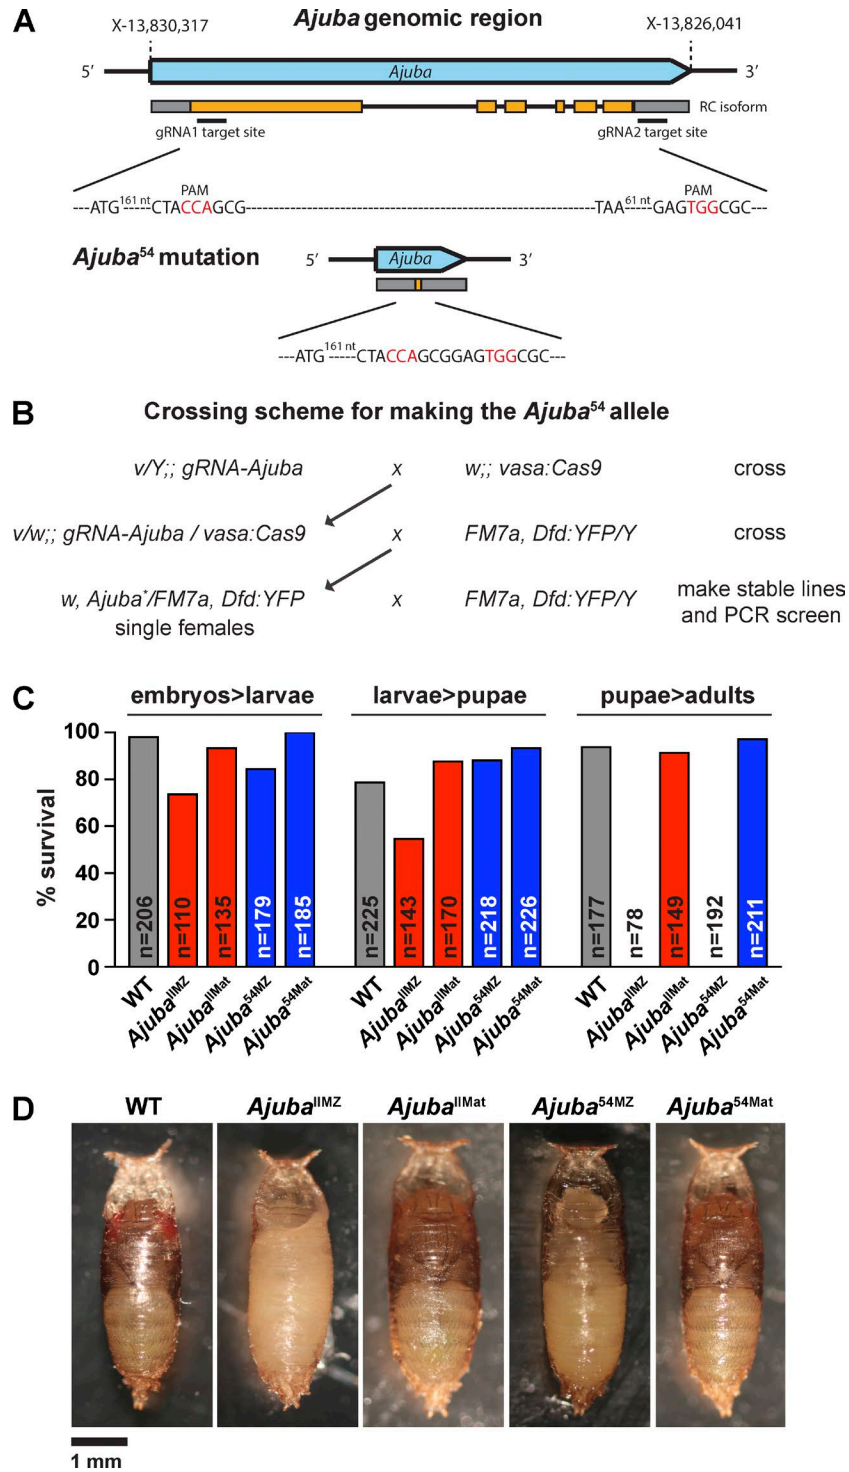 A
Ajuba genomic region
X-13,830,317
X-13,826,041
5′ Ajuba 3′
RC isoform
gRNA1 target site
gRNA2 target site
PAM
PAM
---ATG161 nt-----CTACCAGCG---TAA61 nt-----GAGTGGCGC---
Ajuba54 mutation
5′ Ajuba 3′
---ATG161 nt-----CTACCAGCGGAGTGGCGC---
B
Crossing scheme for making the Ajuba54 allele
v/Y;; gRNA-Ajuba x w;; vasa:Cas9 cross
v/w;; gRNA-Ajuba / vasa:Cas9 x FM7a, Dfd:YFP/Y cross
w, Ajuba*/FM7a, Dfd:YFP x FM7a, Dfd:YFP/Y make stable lines
single females and PCR screen
C
embryos>larvae larvae>pupae pupae>adults
% survival
100
80
60
40
20
0
n=206 n=110 n=135 n=179 n=185
n=225 n=143 n=170 n=218 n=226
n=177 n=78 n=149 n=192 n=211
WT AjubaIIMZ AjubaIIMat Ajuba54MZ Ajuba54Mat
WT AjubaIIMZ AjubaIIMat Ajuba54MZ Ajuba54Mat
WT AjubaIIMZ AjubaIIMat Ajuba54MZ Ajuba54Mat
D
WT AjubaIIMZ AjubaIIMat Ajuba54MZ Ajuba54Mat
1 mm